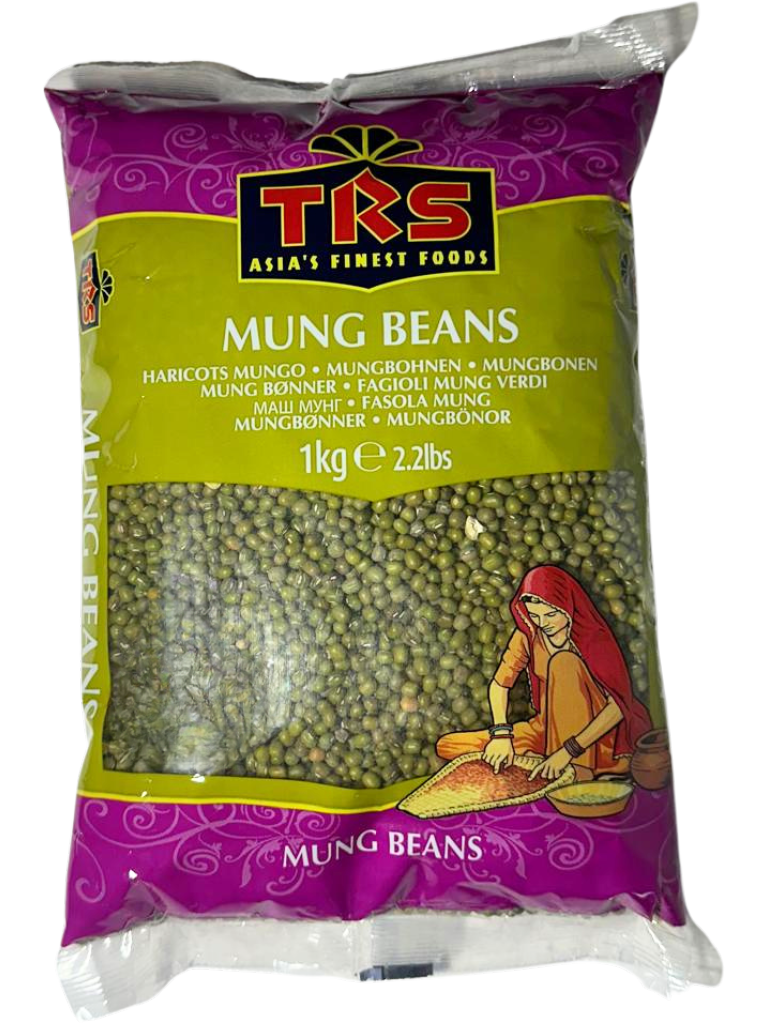 TRS
ASIA'S FINEST FOODS
MUNG BEANS
HARICOTS MUNGO • MUNGBOHNEN • MUNGBONEN
MUNG BØNNER • FAGIOLI MUNG VERDI
МАШ МУНГ • FASOLA MUNG
MUNGBØNNER • MUNGBÖNOR
1kg ℮ 2.2lbs
TRS
MUNG BEANS
MUNG BEANS